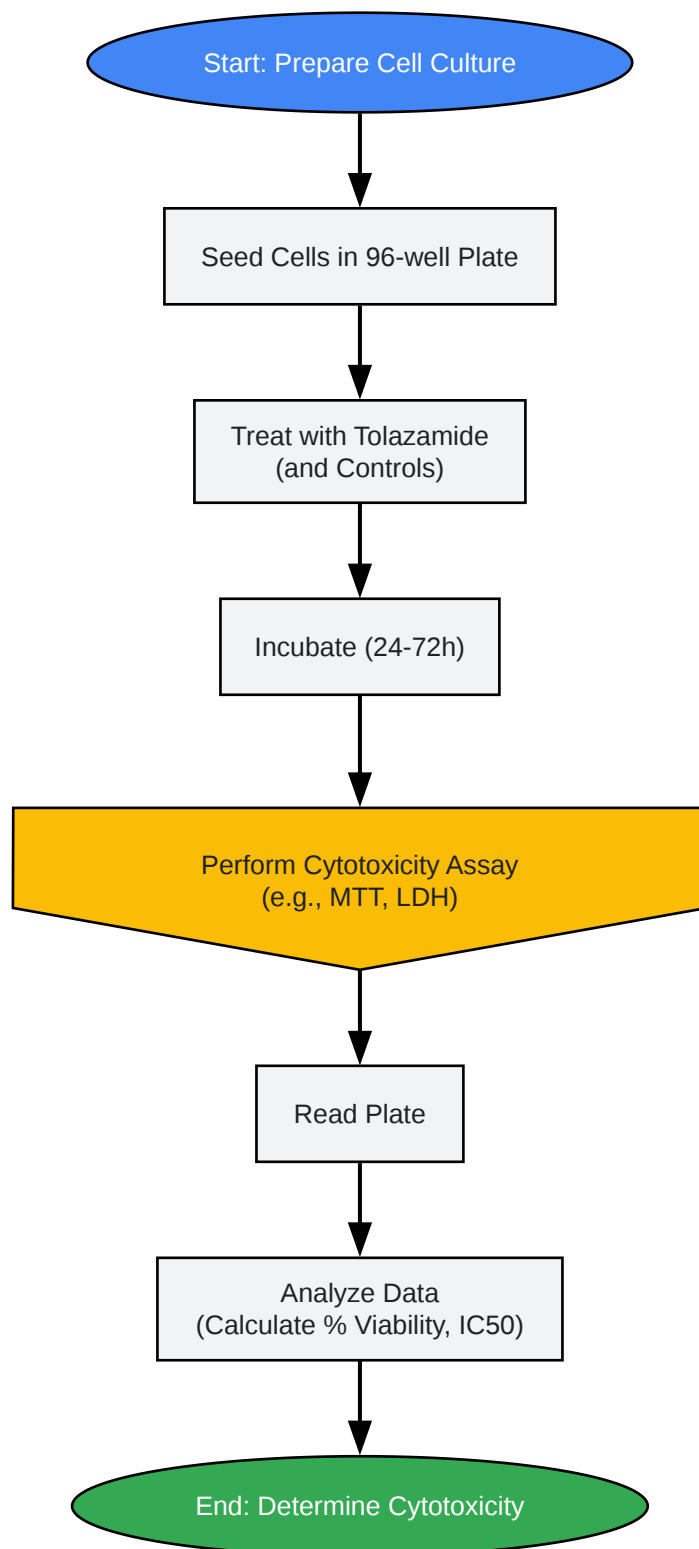 Start: Prepare Cell Culture
Seed Cells in 96-well Plate
Treat with Tolazamide
(and Controls)
Incubate (24-72h)
Perform Cytotoxicity Assay
(e.g., MTT, LDH)
Read Plate
Analyze Data
(Calculate % Viability, IC50)
End: Determine Cytotoxicity